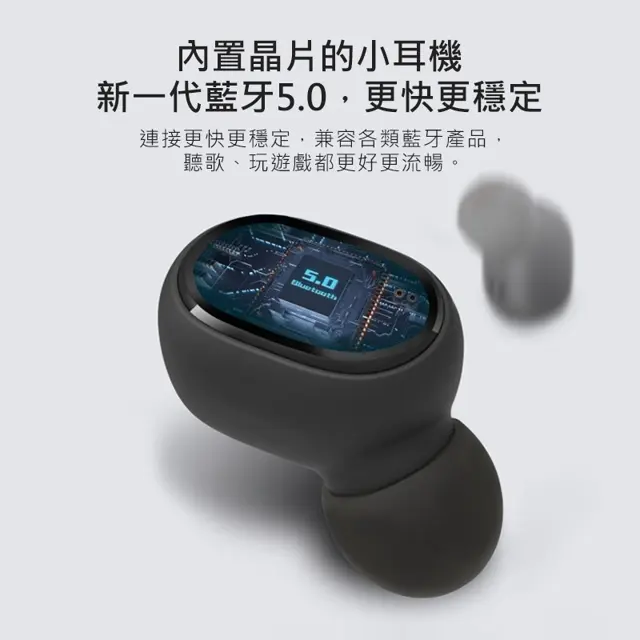 內置晶片的小耳機
新一代藍牙5.0，更快更穩定
連接更快更穩定，兼容各類藍牙產品，
聽歌、玩遊戲都更好更流暢。
5.0
Bluetooth